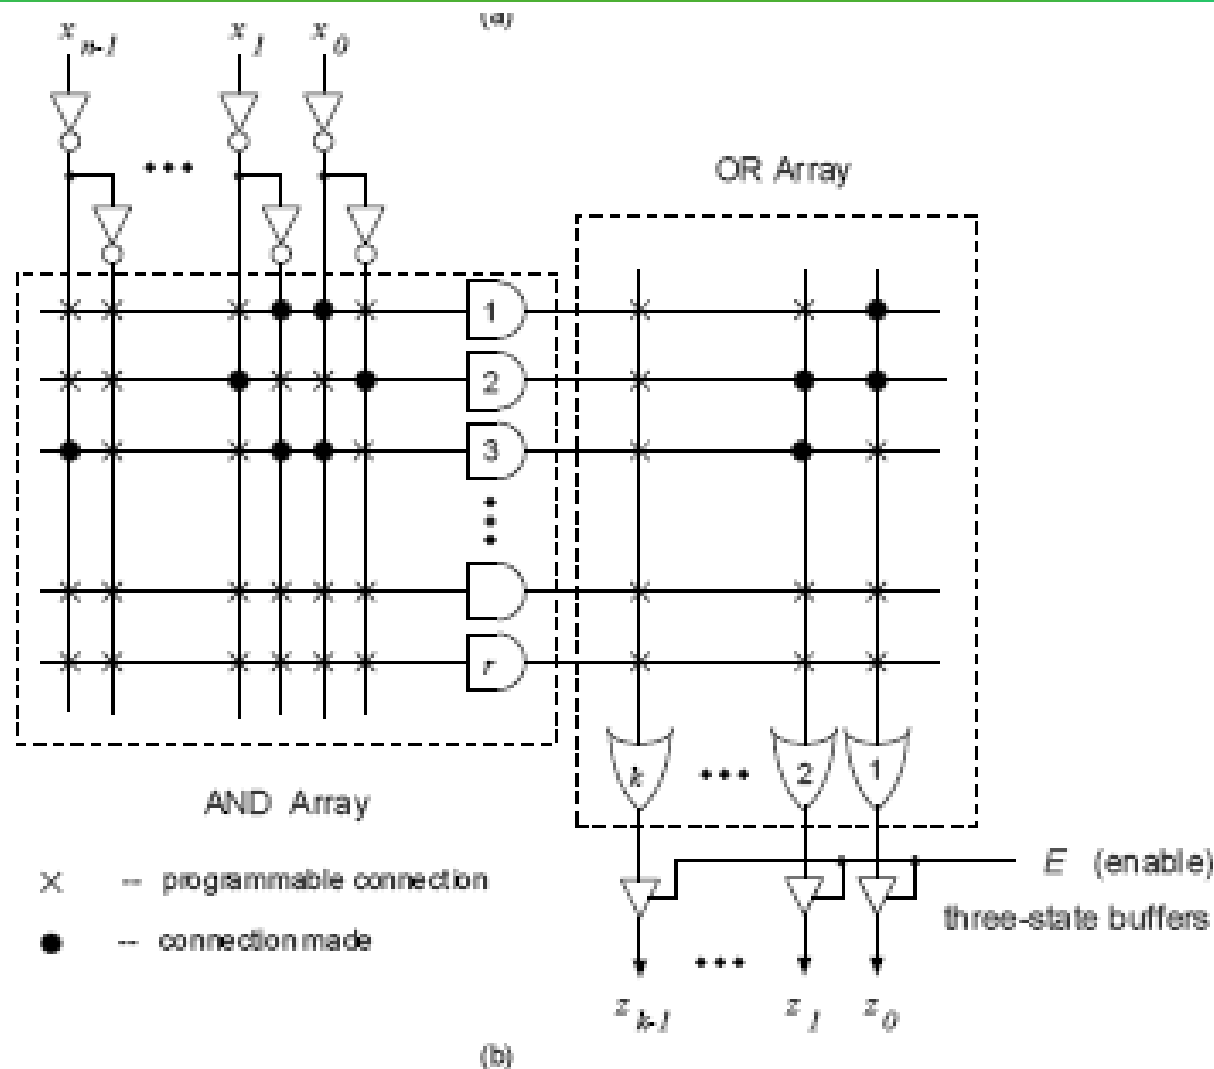 (a)
x n-1 x 1 x 0
OR Array
1
2
3
r
k 2 1
AND Array
E (enable)
× -- programmable connection
three-state buffers
● -- connection made
z k-1 z 1 z 0
(b)